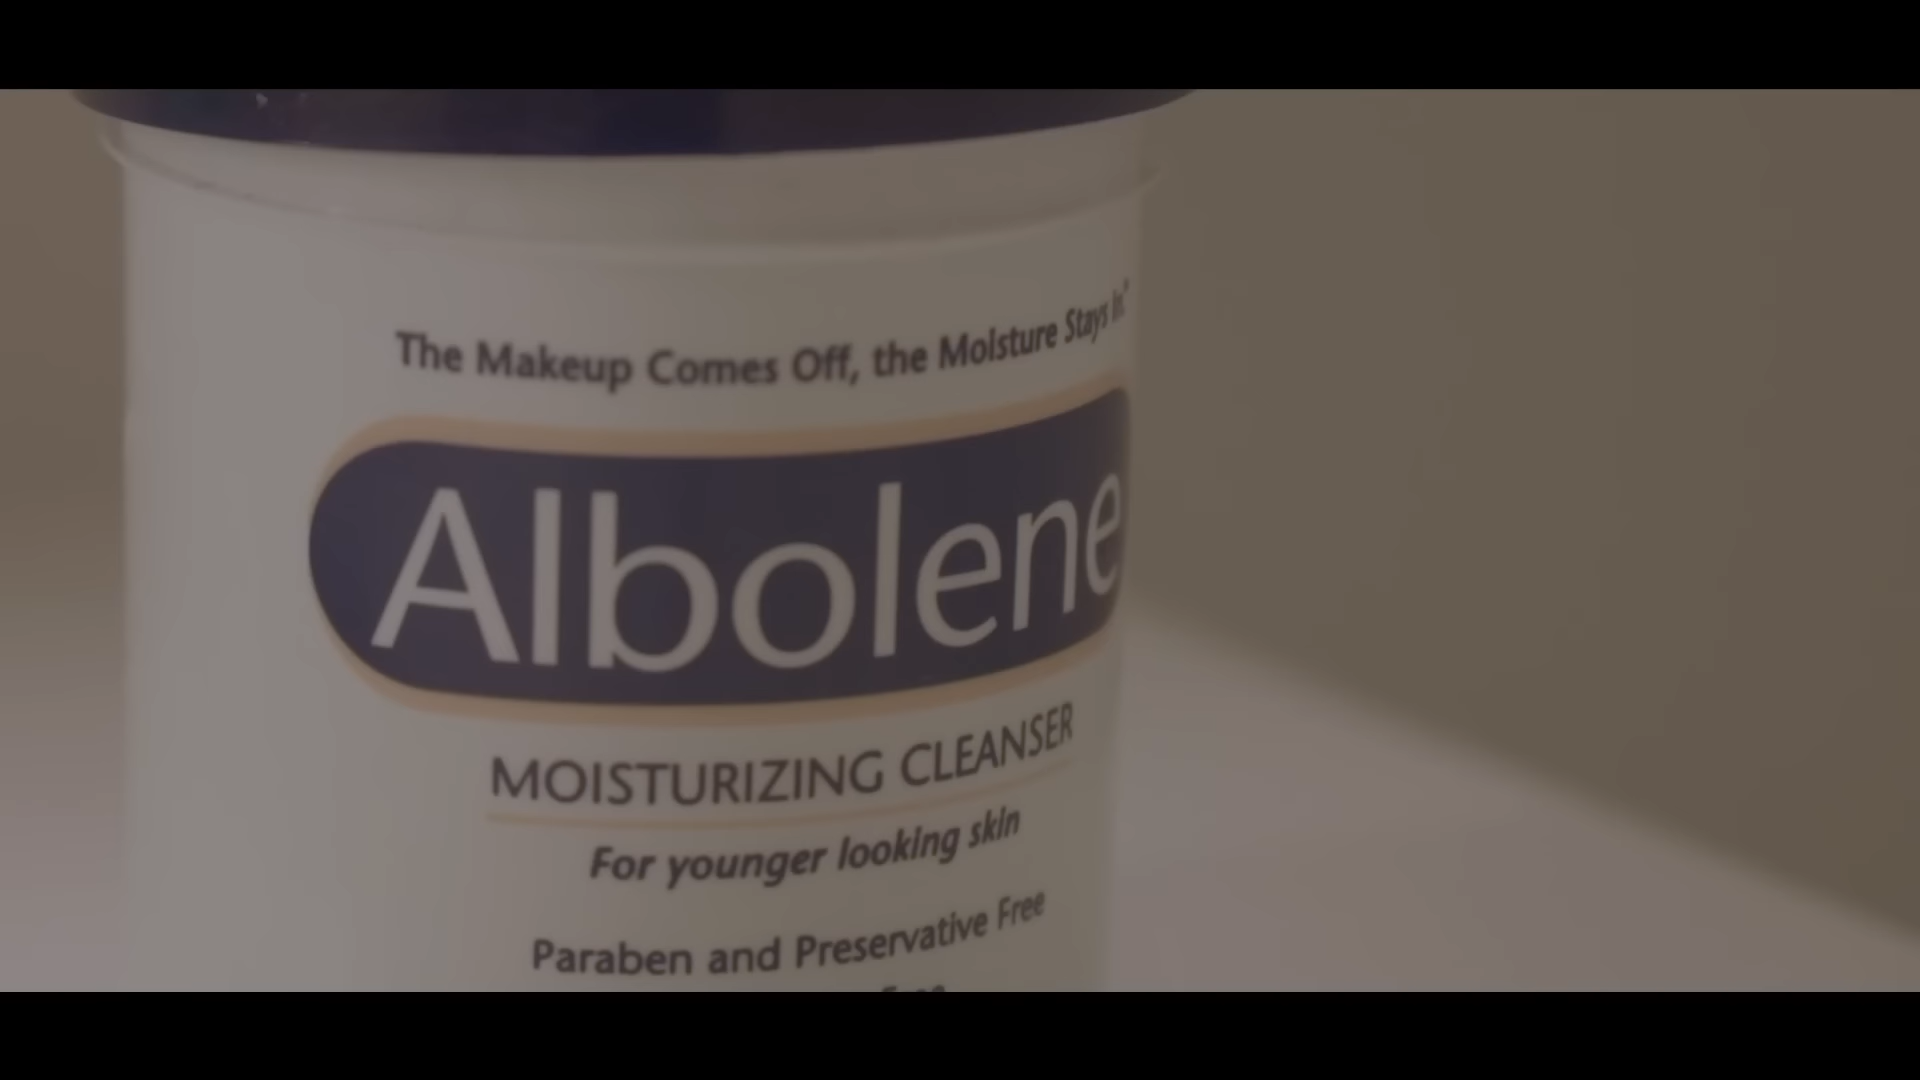 The Makeup Comes Off, the Moisture Stays In.
Albolene
MOISTURIZING CLEANSER
For younger looking skin
Paraben and Preservative Free
Free